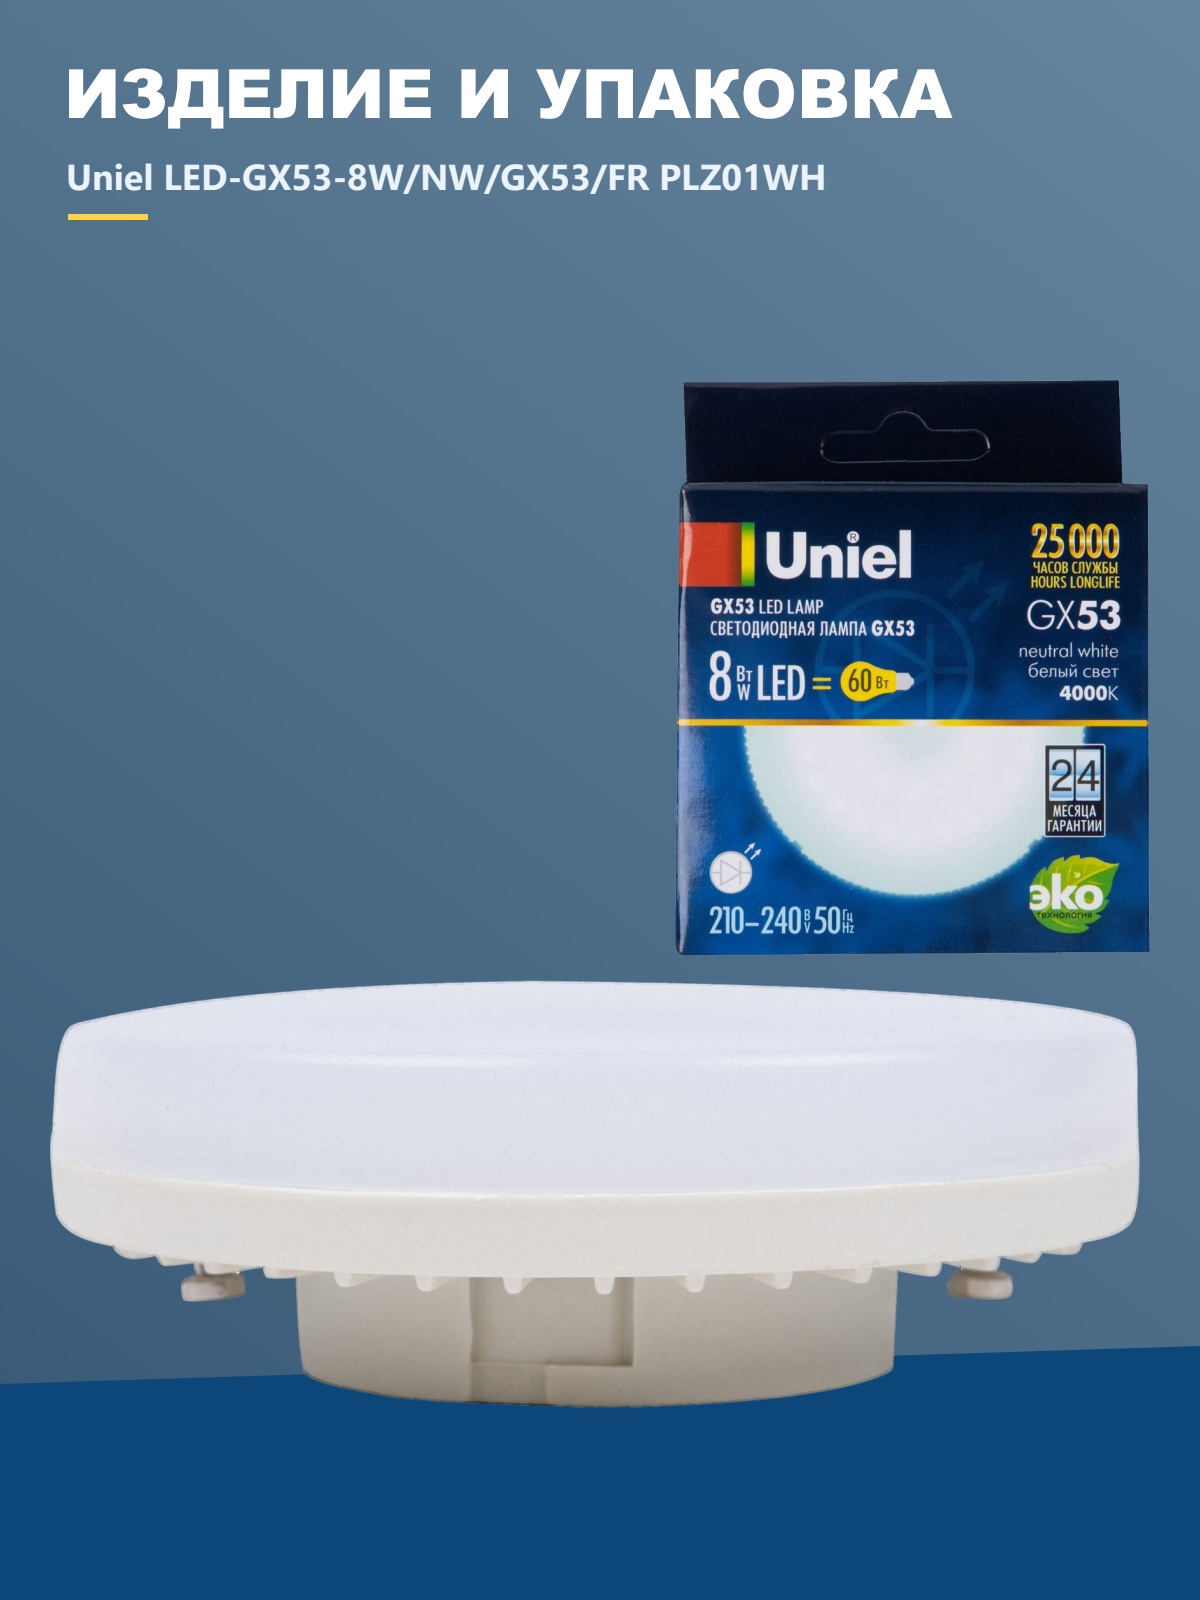 ИЗДЕЛИЕ И УПАКОВКА
Uniel LED-GX53-8W/NW/GX53/FR PLZ01WH
Uniel®
25000
ЧАСОВ СЛУЖБЫ
HOURS LONGLIFE
GX53 LED LAMP
СВЕТОДИОДНАЯ ЛАМПА GX53
GX53
neutral white
белый свет
4000K
8 Вт W LED = 60 Вт
24
МЕСЯЦА
ГАРАНТИИ
эко
технология
210–240 В V 50 Гц Hz